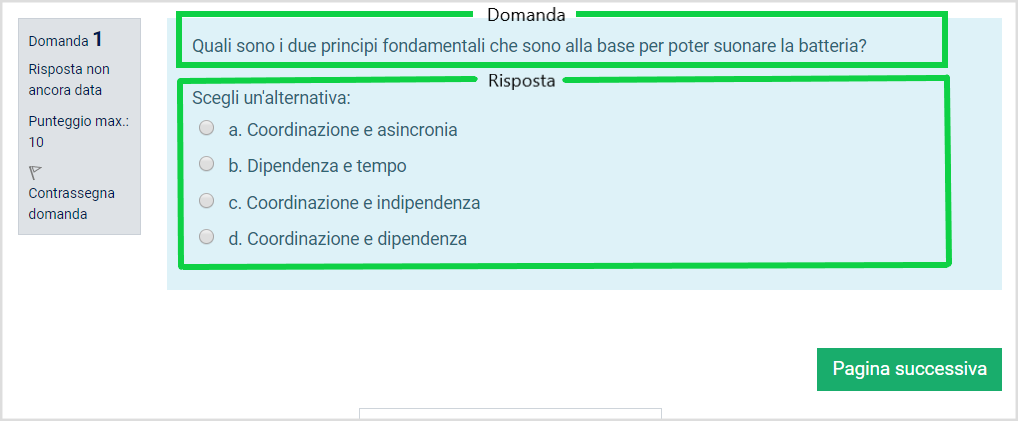 Domanda 1
Risposta non
ancora data
Punteggio max.:
10
Contrassegna
domanda
Domanda
Quali sono i due principi fondamentali che sono alla base per poter suonare la batteria?
Risposta
Scegli un'alternativa:
a. Coordinazione e asincronia
b. Dipendenza e tempo
c. Coordinazione e indipendenza
d. Coordinazione e dipendenza
Pagina successiva